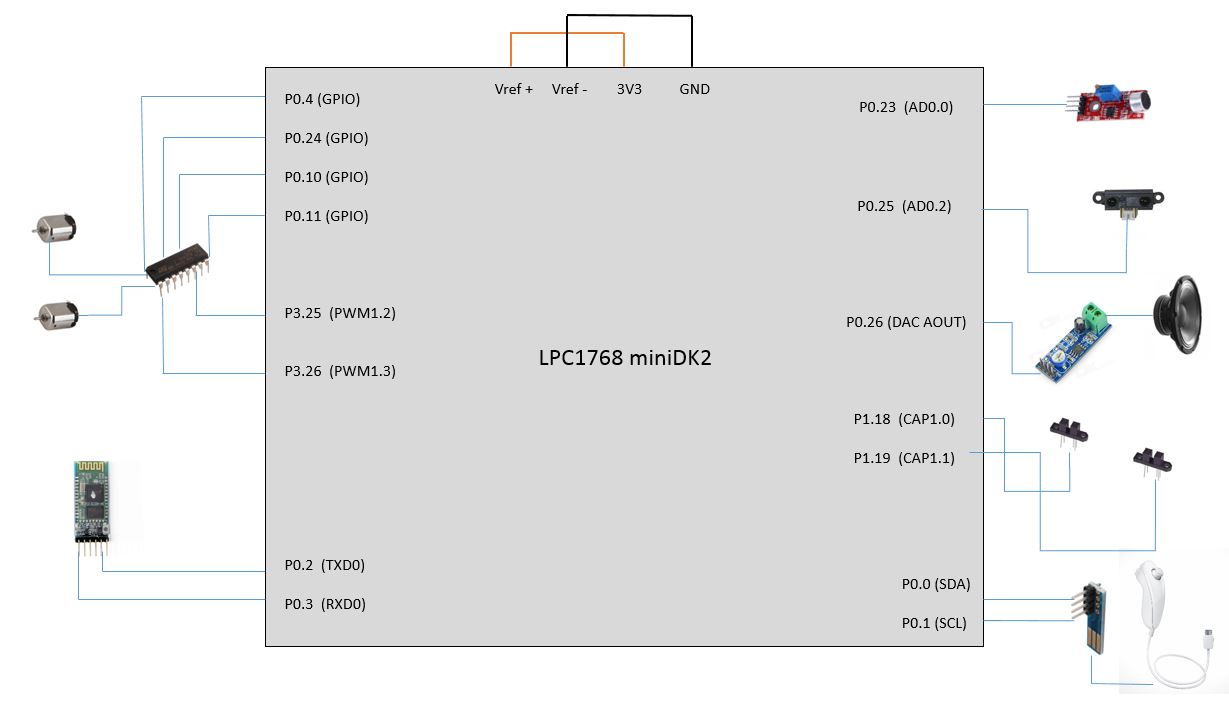 Vref + Vref - 3V3 GND
P0.4 (GPIO)
P0.24 (GPIO)
P0.10 (GPIO)
P0.11 (GPIO)
P3.25 (PWM1.2)
P3.26 (PWM1.3)
P0.2 (TXD0)
P0.3 (RXD0)
LPC1768 miniDK2
P0.23 (AD0.0)
P0.25 (AD0.2)
P0.26 (DAC AOUT)
P1.18 (CAP1.0)
P1.19 (CAP1.1)
P0.0 (SDA)
P0.1 (SCL)